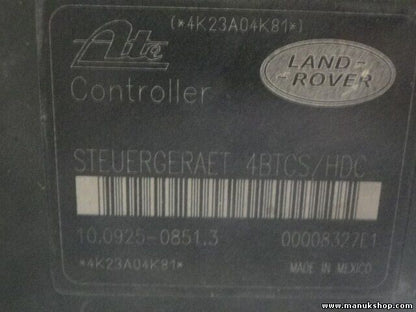 (*4K23A04K81*)
Ate
LAND-
-ROVER
Controller
STEUERGERAET 4BTCS/HDC
10.0925-0851.3 00008327E1
*4K23A04K81* MADE IN MEXICO
www.manukshop.com